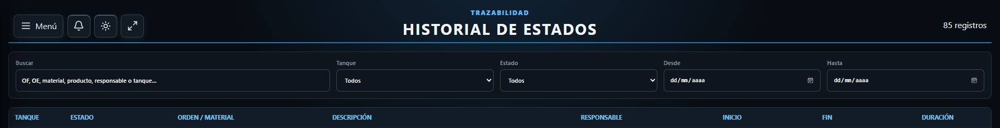 TRAZABILIDAD
Menú
HISTORIAL DE ESTADOS
85 registros
Buscar
Tanque
Estado
Desde
Hasta
OF, OE, material, producto, responsable o tanque...
Todos
Todos
dd/mm/aaaa
dd/mm/aaaa
TANQUE
ESTADO
ORDEN / MATERIAL
DESCRIPCIÓN
RESPONSABLE
INICIO
FIN
DURACIÓN